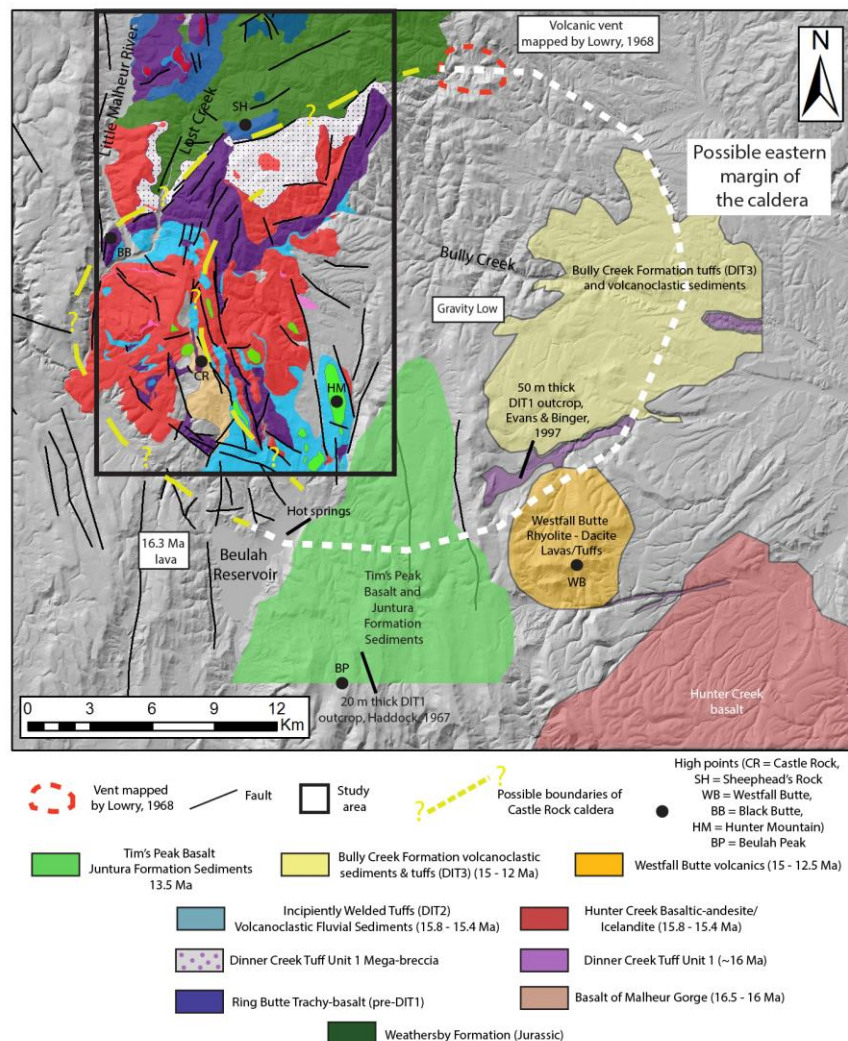 Volcanic vent
mapped by Lowry, 1968
N
Little Malheur River
Lost Creek
SH
?
?
Possible eastern
margin of
the caldera
BB
Bully Creek
Bully Creek Formation tuffs (DIT3)
and volcanoclastic sediments
Gravity Low
?
?
CR
HM
50 m thick
DIT1 outcrop,
Evans & Binger,
1997
?
?
Hot springs
16.3 Ma
lava
Beulah
Reservoir
Westfall Butte
Rhyolite - Dacite
Lavas/Tuffs
WB
Tim's Peak
Basalt and
Juntura
Formation
Sediments
BP
20 m thick DIT1
outcrop, Haddock, 1967
Hunter Creek
basalt
0 3 6 9 12
Km
Vent mapped
by Lowry, 1968
Fault
Study
area
? ?
Possible boundaries of
Castle Rock caldera
High points (CR = Castle Rock,
SH = Sheephead's Rock
WB = Westfall Butte,
BB = Black Butte,
HM = Hunter Mountain)
BP = Beulah Peak
Tim's Peak Basalt
Juntura Formation Sediments
13.5 Ma
Bully Creek Formation volcanoclastic
sediments & tuffs (DIT3) (15 - 12 Ma)
Westfall Butte volcanics (15 - 12.5 Ma)
Incipiently Welded Tuffs (DIT2)
Volcanoclastic Fluvial Sediments (15.8 - 15.4 Ma)
Hunter Creek Basaltic-andesite/
Icelandite (15.8 - 15.4 Ma)
Dinner Creek Tuff Unit 1 Mega-breccia
Dinner Creek Tuff Unit 1 (~16 Ma)
Ring Butte Trachy-basalt (pre-DIT1)
Basalt of Malheur Gorge (16.5 - 16 Ma)
Weathersby Formation (Jurassic)